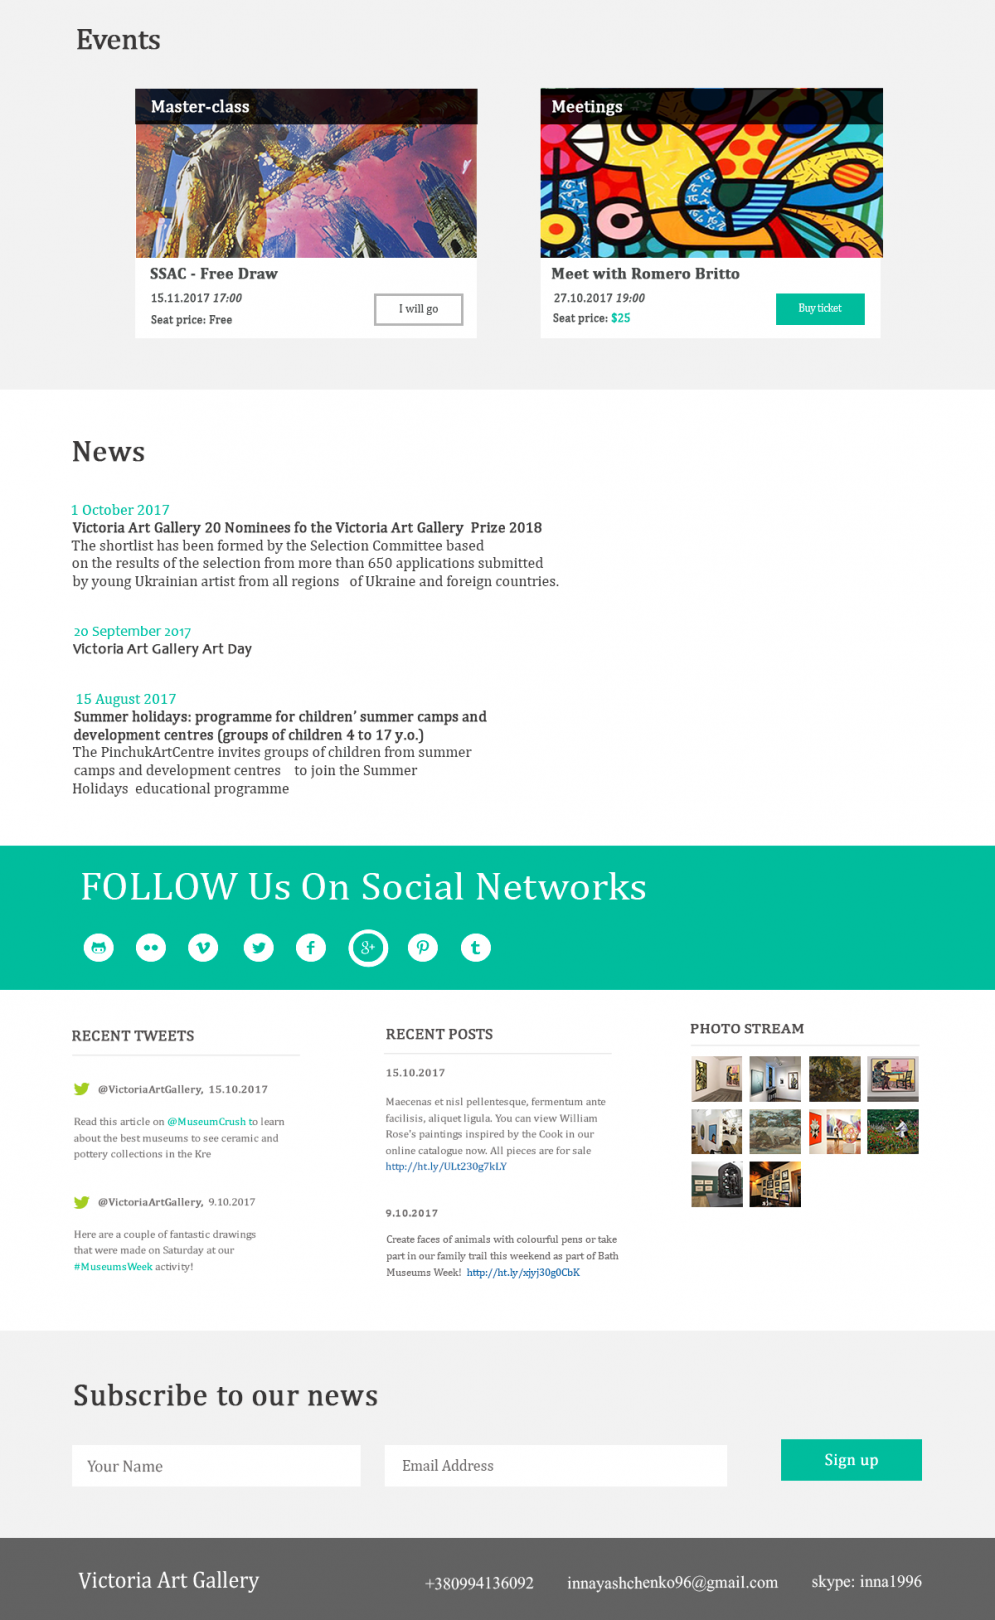 Events
Master-class
Meetings
SSAC - Free Draw
15.11.2017 17:00
Seat price: Free
I will go
Meet with Romero Britto
27.10.2017 19:00
Seat price: $25
Buy ticket
News
1 October 2017
Victoria Art Gallery 20 Nominees fo the Victoria Art Gallery Prize 2018
The shortlist has been formed by the Selection Committee based
on the results of the selection from more than 650 applications submitted
by young Ukrainian artist from all regions of Ukraine and foreign countries.
20 September 2017
Victoria Art Gallery Art Day
15 August 2017
Summer holidays: programme for children’ summer camps and
development centres (groups of children 4 to 17 y.o.)
The PinchukArtCentre invites groups of children from summer
camps and development centres to join the Summer
Holidays educational programme
FOLLOW Us On Social Networks
RECENT TWEETS
@VictoriaArtGallery, 15.10.2017
Read this article on @MuseumCrush to learn
about the best museums to see ceramic and
pottery collections in the Kre
@VictoriaArtGallery, 9.10.2017
Here are a couple of fantastic drawings
that were made on Saturday at our
#MuseumsWeek activity!
RECENT POSTS
15.10.2017
Maecenas et nisl pellentesque, fermentum ante
facilisis, aliquet ligula. You can view William
Rose's paintings inspired by the Cook in our
online catalogue now. All pieces are for sale
http://ht.ly/ULt230g7kLY
9.10.2017
Create faces of animals with colourful pens or take
part in our family trail this weekend as part of Bath
Museums Week! http://ht.ly/xjyj30g0CbK
PHOTO STREAM
Subscribe to our news
Your Name
Email Address
Sign up
Victoria Art Gallery
+380994136092
innayashchenko96@gmail.com
skype: inna1996